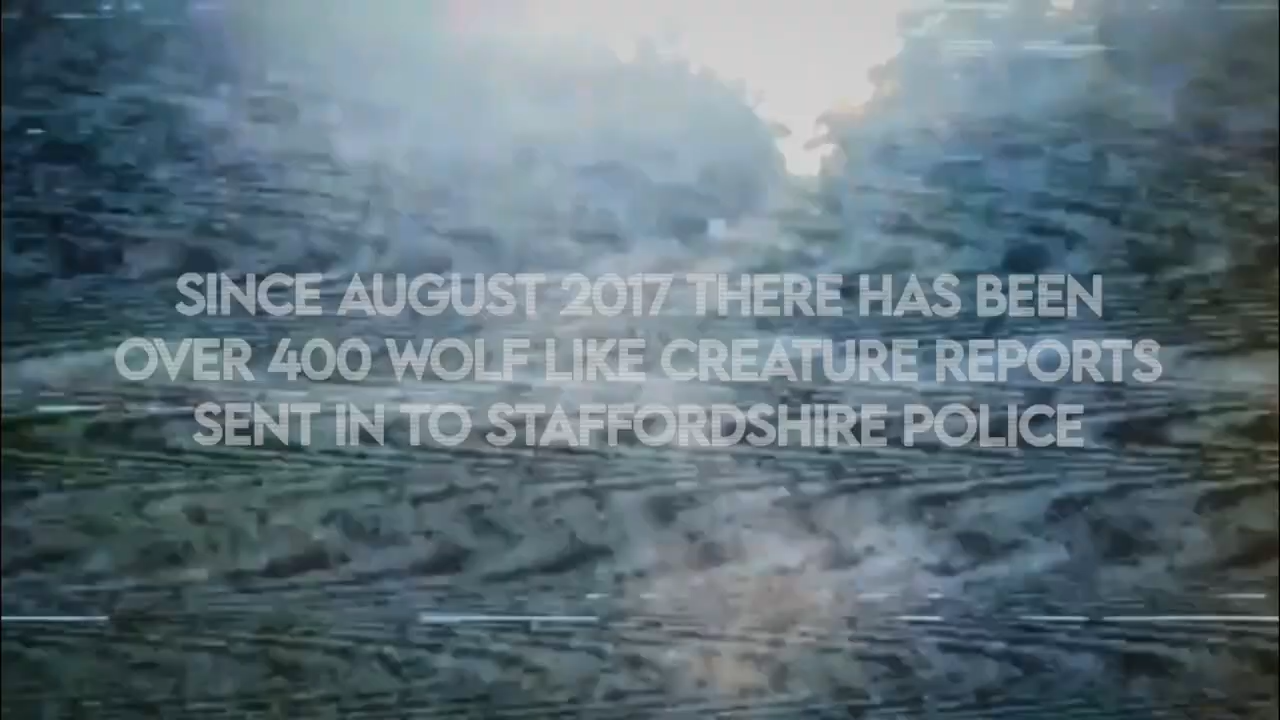 SINCE AUGUST 2017 THERE HAS BEEN
OVER 400 WOLF LIKE CREATURE REPORTS
SENT IN TO STAFFORDSHIRE POLICE